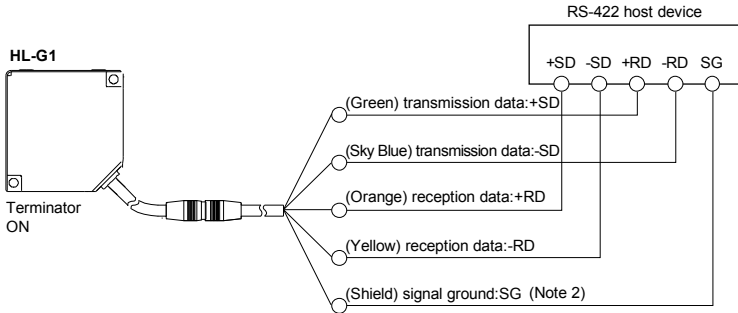 RS-422 host device
HL-G1
+SD -SD +RD -RD SG
(Green) transmission data:+SD
(Sky Blue) transmission data:-SD
(Orange) reception data:+RD
Terminator
ON
(Yellow) reception data:-RD
(Shield) signal ground:SG (Note 2)